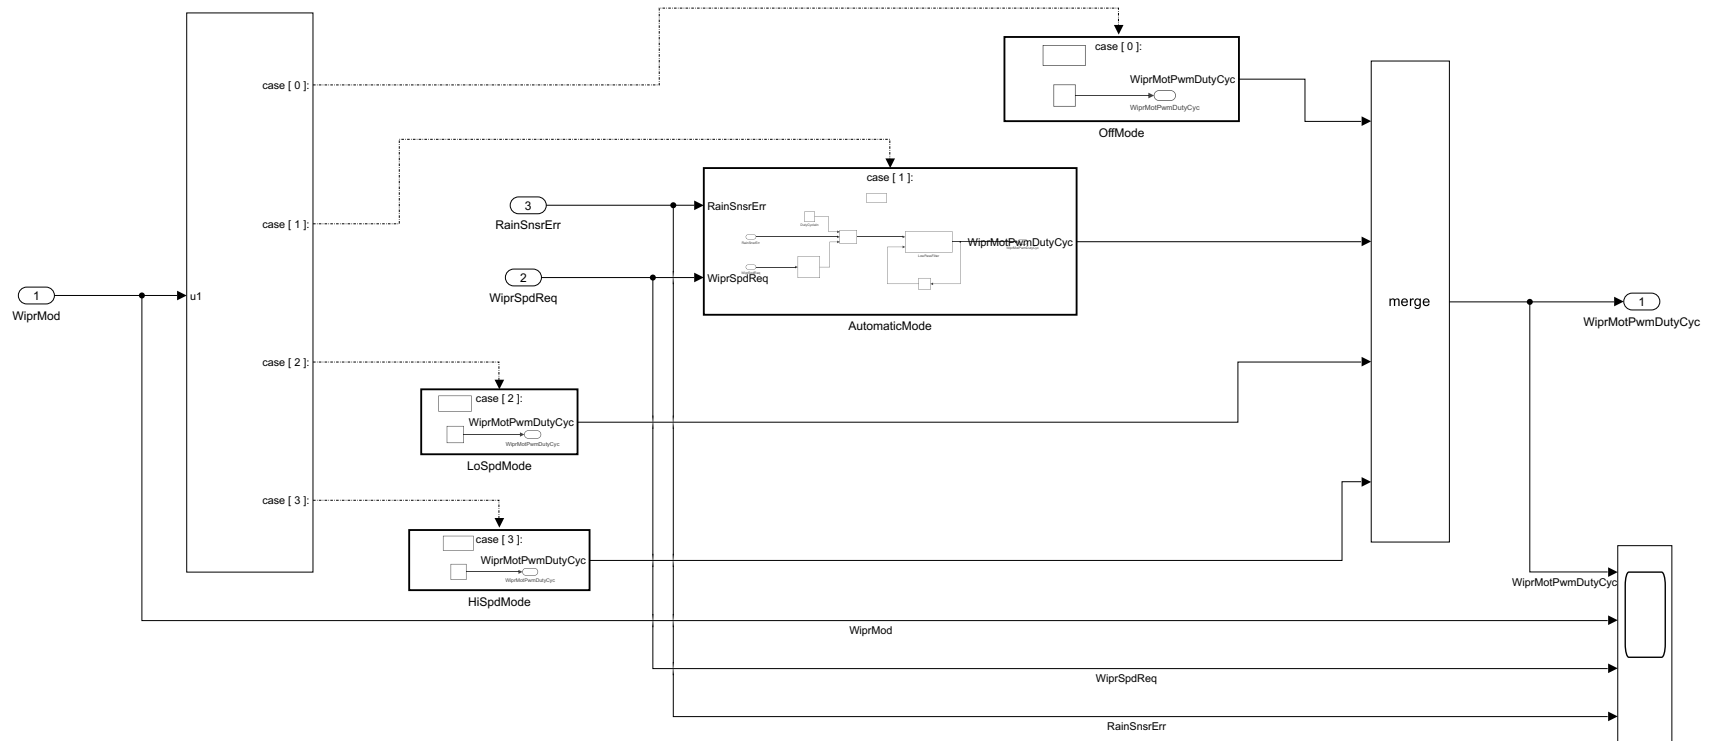 case [ 0 ]:
case [ 0 ]:
WiprMotPwmDutyCyc
WiprMotPwmDutyCyc
OffMode
case [ 1 ]:
case [ 1 ]:
3
RainSnsrErr
RainSnsrErr
WiprMotPwmDutyCyc
2
WiprSpdReq
WiprSpdReq
AutomaticMode
1
WiprMod
u1
merge
1
WiprMotPwmDutyCyc
case [ 2 ]:
case [ 2 ]:
WiprMotPwmDutyCyc
WiprMotPwmDutyCyc
LoSpdMode
case [ 3 ]:
case [ 3 ]:
WiprMotPwmDutyCyc
WiprMotPwmDutyCyc
HiSpdMode
WiprMotPwmDutyCyc
WiprMod
WiprSpdReq
RainSnsrErr